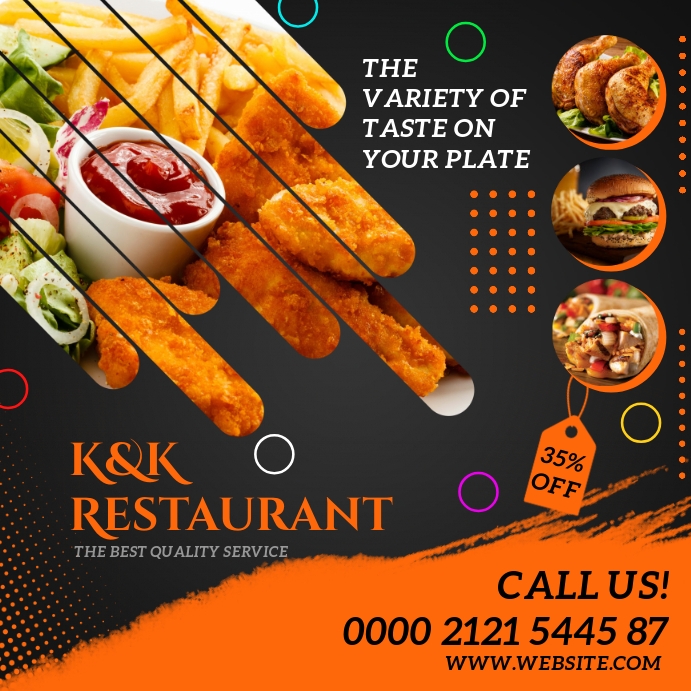 THE
VARIETY OF
TASTE ON
YOUR PLATE
35%
OFF
K&K
RESTAURANT
THE BEST QUALITY SERVICE
CALL US!
0000 2121 5445 87
WWW.WEBSITE.COM